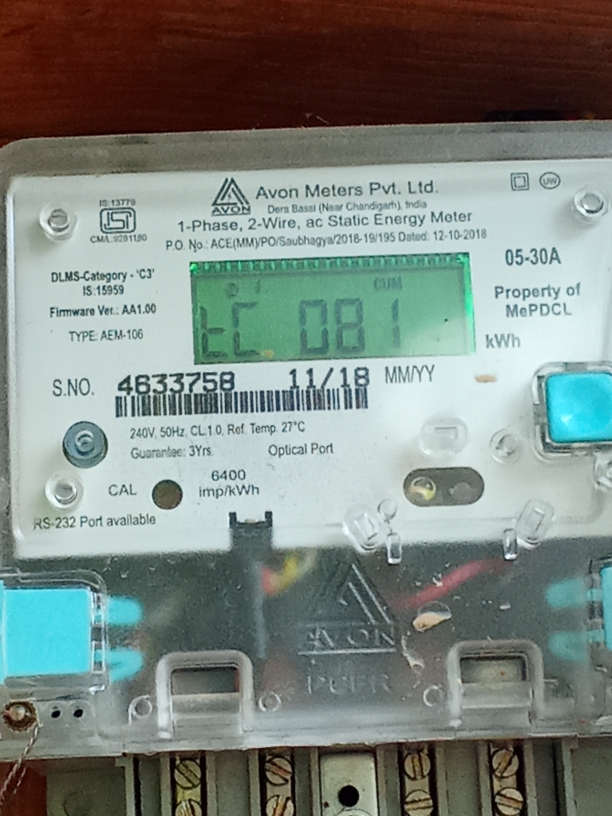 IS:13779
CM/L:9291180
AVON
Avon Meters Pvt. Ltd.
Dera Bassi (Near Chandigarh), India
1-Phase, 2-Wire, ac Static Energy Meter
P.O. No.: ACE(MM)/PO/Saubhagya/2018-19/195 Dated: 12-10-2018
UW
DLMS-Category - 'C3'
IS:15959
Firmware Ver.: AA1.00
TYPE: AEM-106
CUM
tC 081
05-30A
Property of
MePDCL
kWh
S.NO. 4633758 11/18 MM/YY
240V, 50Hz, CL.1.0, Ref. Temp. 27°C
Guarantee: 3Yrs. Optical Port
CAL
6400
imp/kWh
RS-232 Port available
AVON